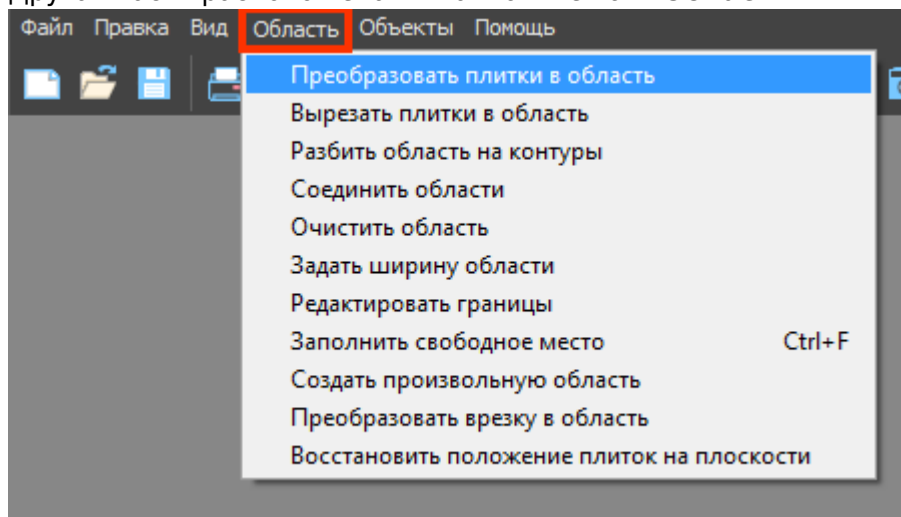 Файл Правка Вид Область Объекты Помощь
Преобразовать плитки в область
Вырезать плитки в область
Разбить область на контуры
Соединить области
Очистить область
Задать ширину области
Редактировать границы
Заполнить свободное место Ctrl+F
Создать произвольную область
Преобразовать врезку в область
Восстановить положение плиток на плоскости